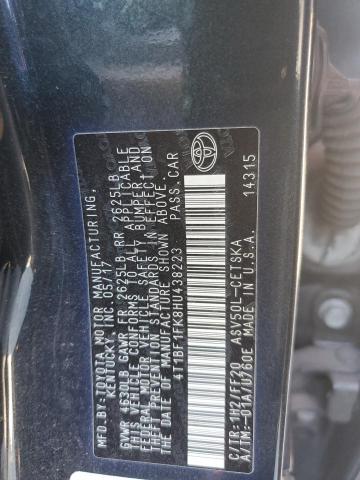 MFD.BY:TOYOTA MOTOR MANUFACTURING,
KENTUCKY, INC. 05/17
GVWR 4630LB GAWR FR 2625LB RR 2625LB
THIS VEHICLE CONFORMS TO ALL APPLICABLE
FEDERAL MOTOR VEHICLE SAFETY, BUMPER, AND
THEFT PREVENTION STANDARDS IN EFFECT ON
THE DATE OF MANUFACTURE SHOWN ABOVE.
4T1BF1FK8HU438223 PASS.CAR
C/TR: 1H2/FF20 ASV50L-CETSKA
A/TM:-01A/U760E MADE IN U.S.A. 14315